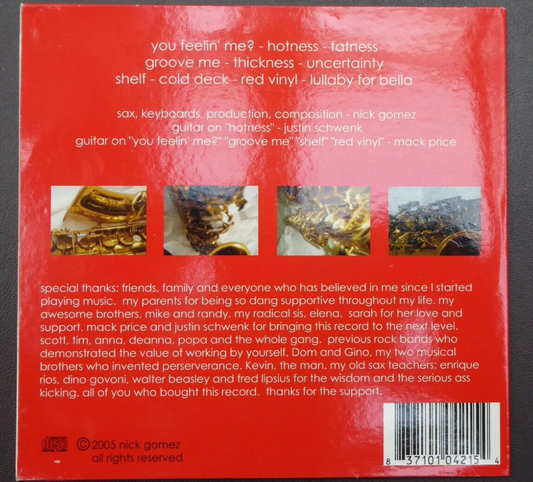 you feelin' me? - hotness - fatness
groove me - thickness - uncertainty
shelf - cold deck - red vinyl - lullaby for bella
sax, keyboards, production, composition - nick gomez
guitar on "hotness" - justin schwenk
guitar on "you feelin' me?" "groove me" "shelf" "red vinyl" - mack price
special thanks: friends, family and everyone who has believed in me since I started
playing music. my parents for being so dang supportive throughout my life. my
awesome brothers, mike and randy. my radical sis, elena. sarah for her love and
support. mack price and justin schwenk for bringing this record to the next level.
scott, tim, anna, deanna, popa and the whole gang. previous rock bands who
demonstrated the value of working by yourself. Dom and Gino, my two musical
brothers who invented perserverance. Kevin, the man. my old sax teachers: enrique
rios, dino govoni, walter beasley and fred lipsius for the wisdom and the serious ass
kicking. all of you who bought this record. thanks for the support.
©2005 nick gomez
all rights reserved
8 37101 04215 4